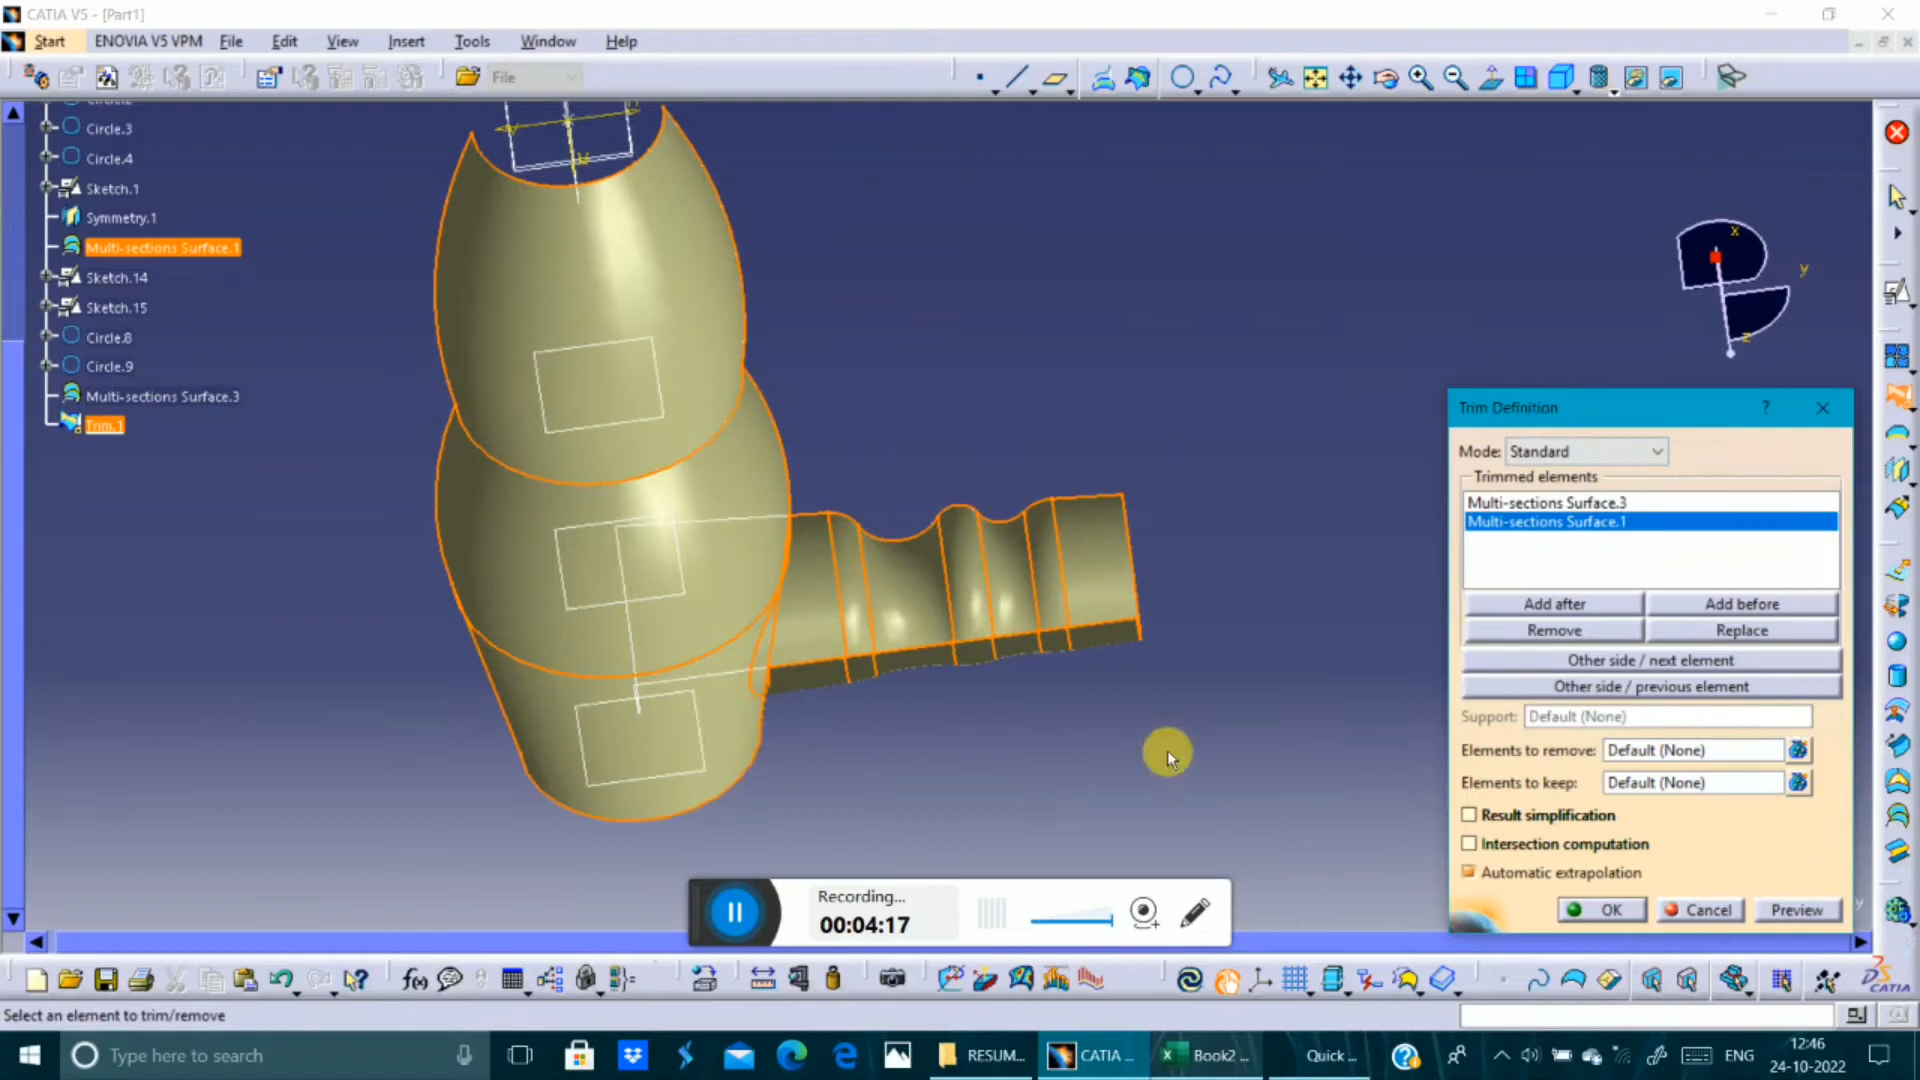 CATIA V5 - [Part1]
Start ENOVIA V5 VPM File Edit View Insert Tools Window Help
File
Circle.3
Circle.4
Sketch.1
Symmetry.1
Multi-sections Surface.1
Sketch.14
Sketch.15
Circle.8
Circle.9
Multi-sections Surface.3
Trim.1
x
y
z
Trim Definition ?
Mode: Standard
Trimmed elements
Multi-sections Surface.3
Multi-sections Surface.1
Add after Add before
Remove Replace
Other side / next element
Other side / previous element
Support: Default (None)
Elements to remove: Default (None)
Elements to keep: Default (None)
Result simplification
Intersection computation
Automatic extrapolation
OK Cancel Preview
Recording...
00:04:17
f(x)
CATIA
Select an element to trim/remove
Type here to search
RESUM... CATIA ... Book2 ... Quick ...
ENG
12:46
24-10-2022